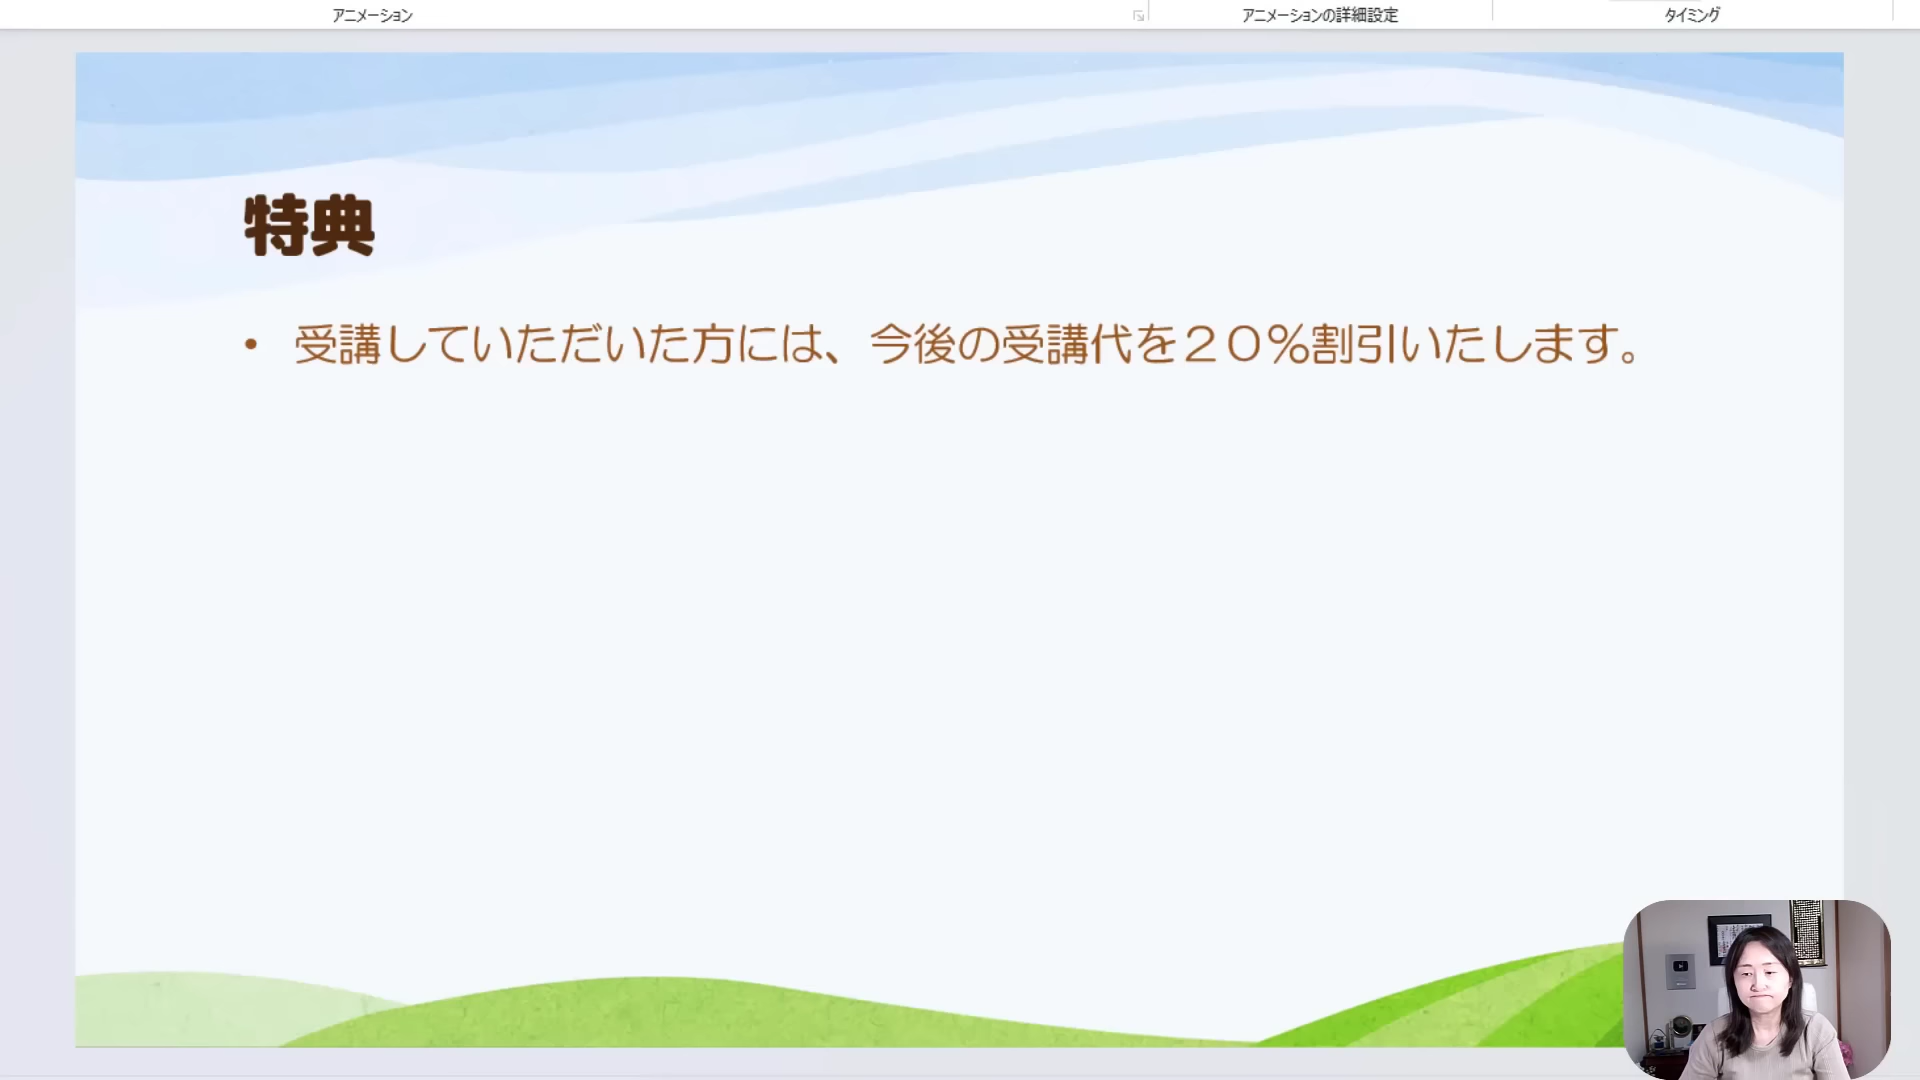 アニメーション
アニメーションの詳細設定
タイミング
特典
• 受講していただいた方には、今後の受講代を２０％割引いたします。